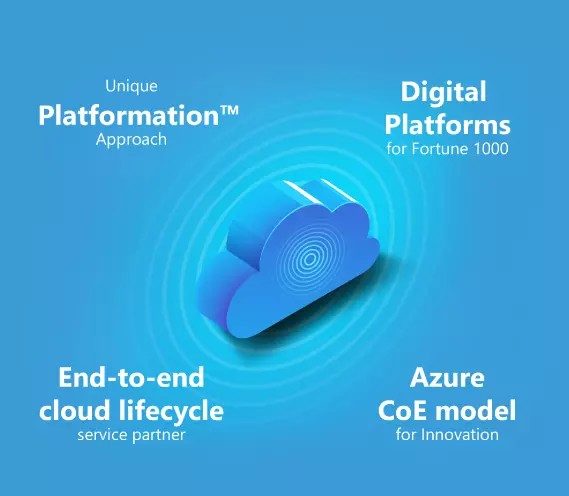 Unique
Platformation™
Approach
Digital
Platforms
for Fortune 1000
End-to-end
cloud lifecycle
service partner
Azure
CoE model
for Innovation